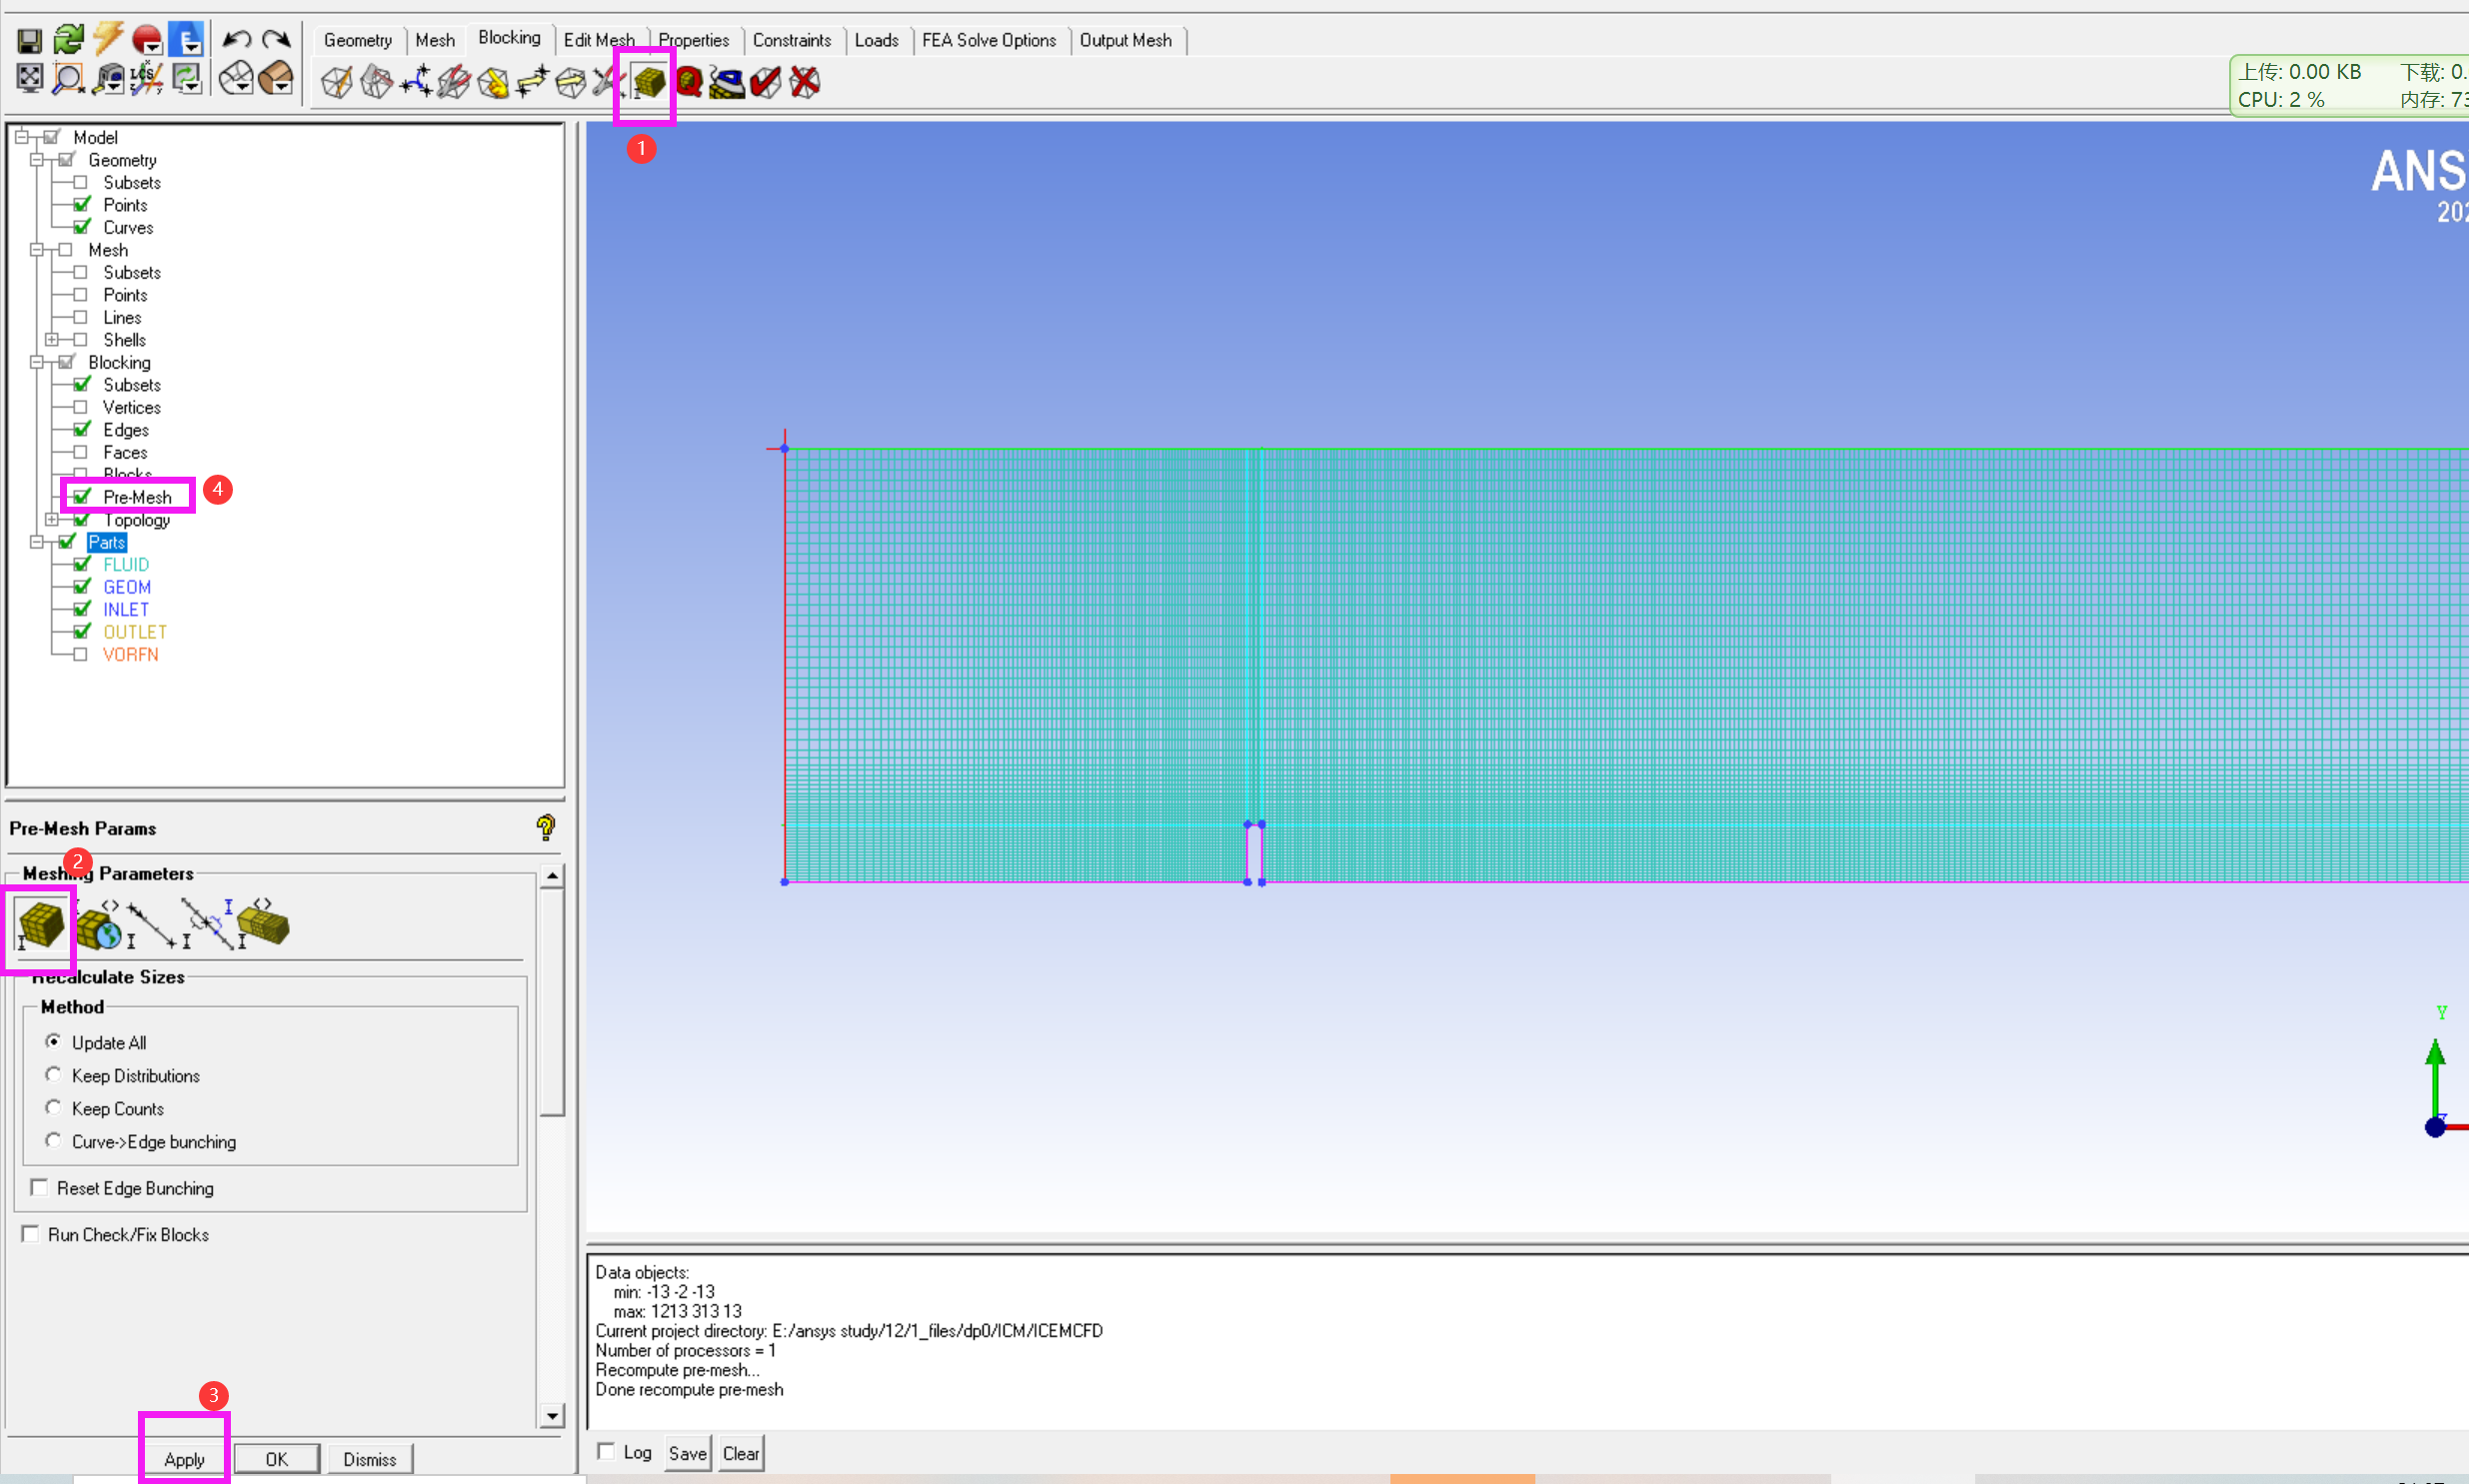 Geometry Mesh Blocking Edit Mesh Properties Constraints Loads FEA Solve Options Output Mesh
上传: 0.00 KB 下载: 0.
CPU: 2 % 内存: 73
1
ANS
202
Model
Geometry
Subsets
Points
Curves
Mesh
Subsets
Points
Lines
Shells
Blocking
Subsets
Vertices
Edges
Faces
Blocks
Pre-Mesh
4
Topology
Parts
FLUID
GEOM
INLET
OUTLET
VORFN
Pre-Mesh Params
2
Meshing Parameters
Recalculate Sizes
Method
Update All
Keep Distributions
Keep Counts
Curve->Edge bunching
Reset Edge Bunching
Run Check/Fix Blocks
3
Apply OK Dismiss
Y
Z
Data objects:
min: -13 -2 -13
max: 1213 313 13
Current project directory: E:/ansys study/12/1_files/dp0/ICM/ICEMCFD
Number of processors = 1
Recompute pre-mesh...
Done recompute pre-mesh
Log Save Clear